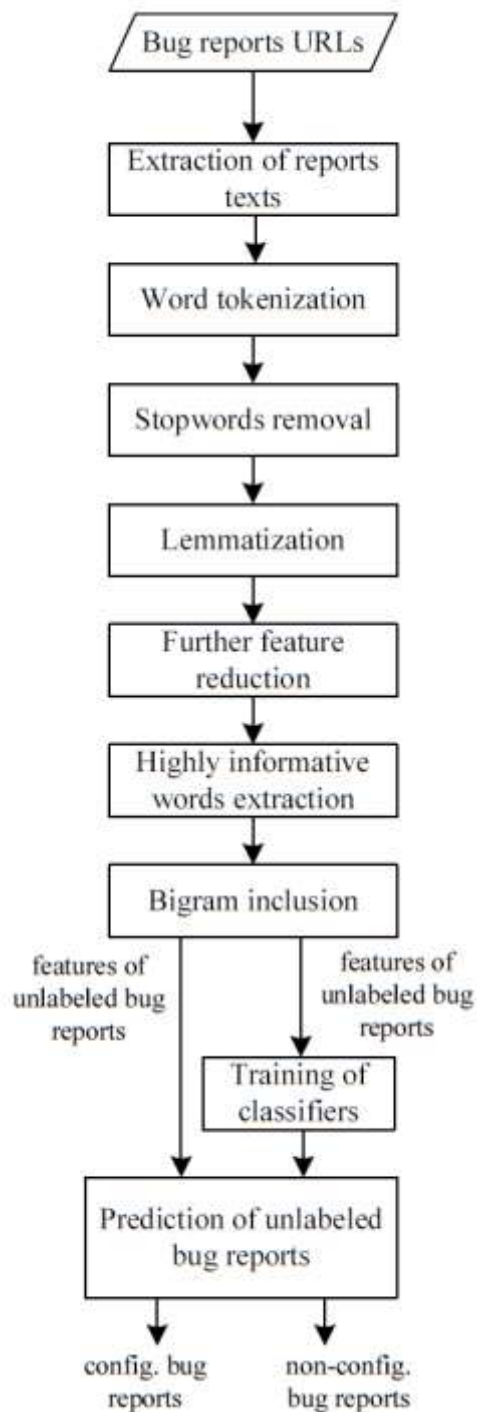 Bug reports URLs
Extraction of reports
texts
Word tokenization
Stopwords removal
Lemmatization
Further feature
reduction
Highly informative
words extraction
Bigram inclusion
features of
unlabeled bug
reports
features of
unlabeled bug
reports
Training of
classifiers
Prediction of unlabeled
bug reports
config. bug
reports
non-config.
bug reports